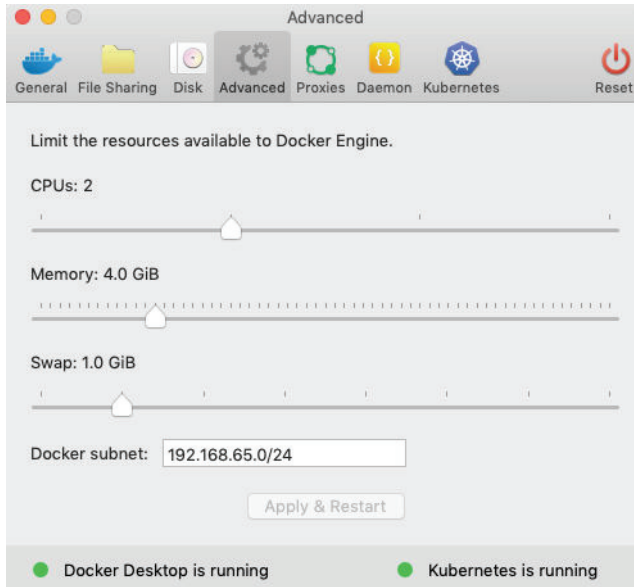 Advanced
General File Sharing Disk Advanced Proxies Daemon Kubernetes Reset
Limit the resources available to Docker Engine.
CPUs: 2
Memory: 4.0 GiB
Swap: 1.0 GiB
Docker subnet: 192.168.65.0/24
Apply & Restart
Docker Desktop is running Kubernetes is running